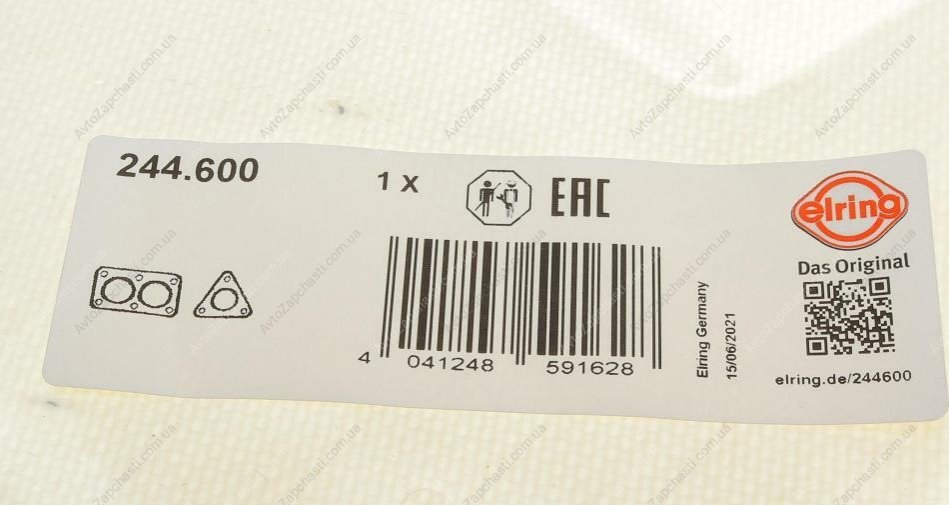 244.600
1 X
EAC
elring
Das Original
elring.de/244600
4 041248 591628
Elring Germany
15/06/2021
AvtoZapchasti.com.ua